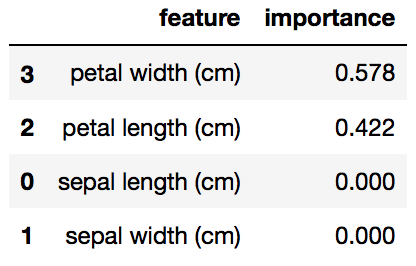 feature importance
3 petal width (cm) 0.578
2 petal length (cm) 0.422
0 sepal length (cm) 0.000
1 sepal width (cm) 0.000